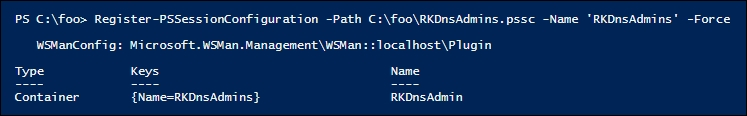 PS C:\foo> Register-PSSessionConfiguration -Path C:\foo\RKDnsAdmins.pssc -Name 'RKDnsAdmins' -Force
WSManConfig: Microsoft.WSMan.Management\WSMan::localhost\Plugin
Type Keys Name
---- ---- ----
Container {Name=RKDnsAdmins} RKDnsAdmin